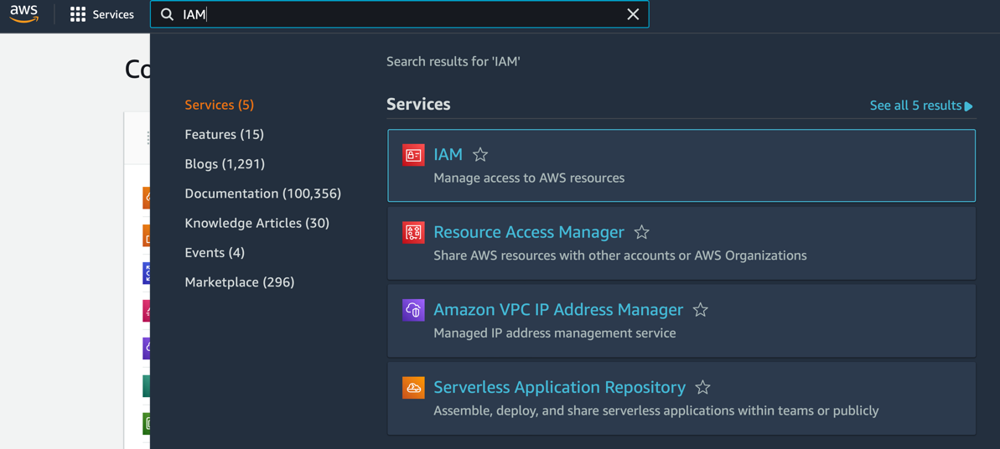 aws
Services
IAM
Co
Search results for 'IAM'
Services (5)
Features (15)
Blogs (1,291)
Documentation (100,356)
Knowledge Articles (30)
Events (4)
Marketplace (296)
Services
See all 5 results
IAM
Manage access to AWS resources
Resource Access Manager
Share AWS resources with other accounts or AWS Organizations
Amazon VPC IP Address Manager
Managed IP address management service
Serverless Application Repository
Assemble, deploy, and share serverless applications within teams or publicly